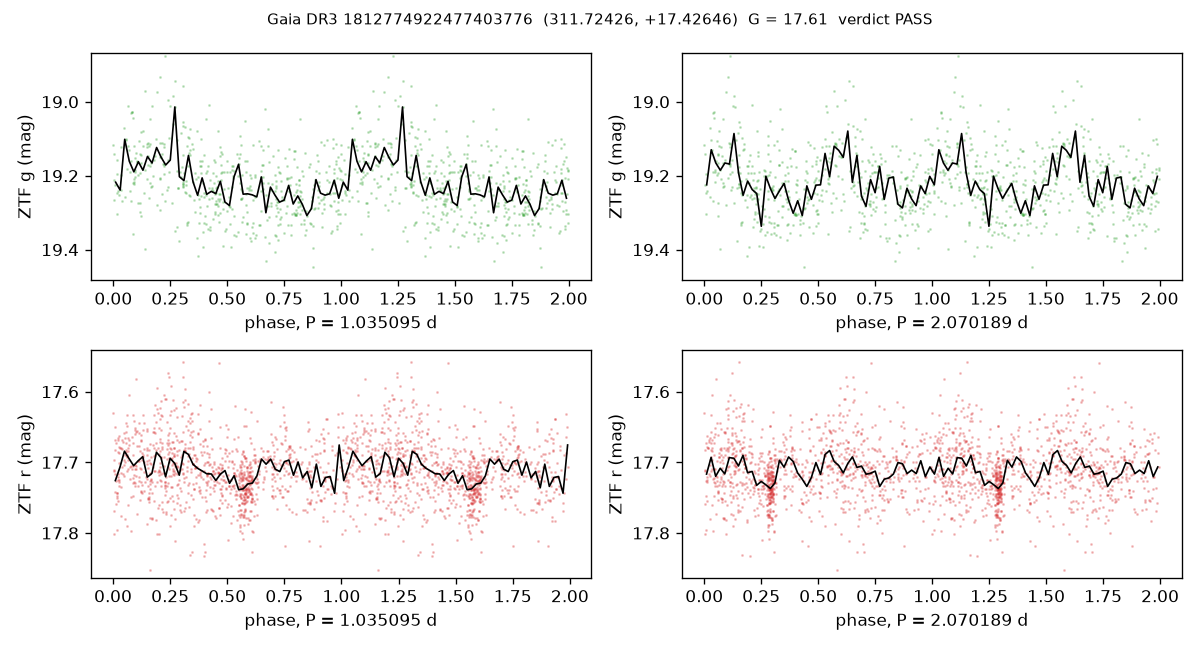 Gaia DR3 1812774922477403776 (311.72426, +17.42646) G = 17.61 verdict PASS
ZTF g (mag)
19.0
19.2
19.4
0.00 0.25 0.50 0.75 1.00 1.25 1.50 1.75 2.00
phase, P = 1.035095 d
ZTF g (mag)
19.0
19.2
19.4
0.00 0.25 0.50 0.75 1.00 1.25 1.50 1.75 2.00
phase, P = 2.070189 d
ZTF r (mag)
17.6
17.7
17.8
0.00 0.25 0.50 0.75 1.00 1.25 1.50 1.75 2.00
phase, P = 1.035095 d
ZTF r (mag)
17.6
17.7
17.8
0.00 0.25 0.50 0.75 1.00 1.25 1.50 1.75 2.00
phase, P = 2.070189 d